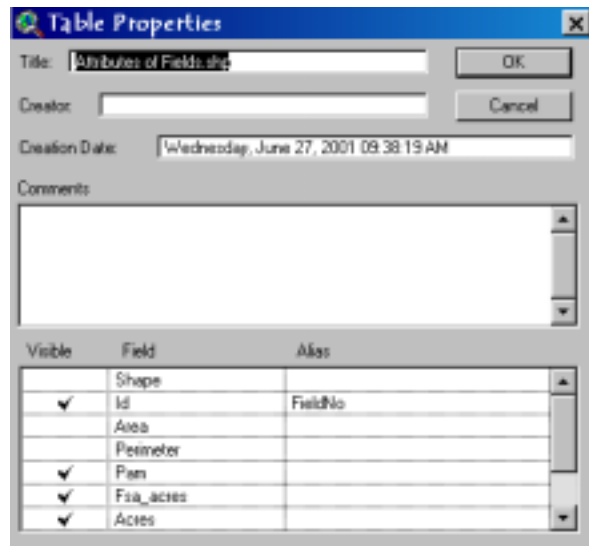 Table Properties
Title: Attributes of Fields.shp
OK
Creator:
Cancel
Creation Date: Wednesday, June 27, 2001 09:38:19 AM
Comments
Visible Field Alias
Shape
Id FieldNo
Area
Perimeter
Pam
Fsa_acres
Acres